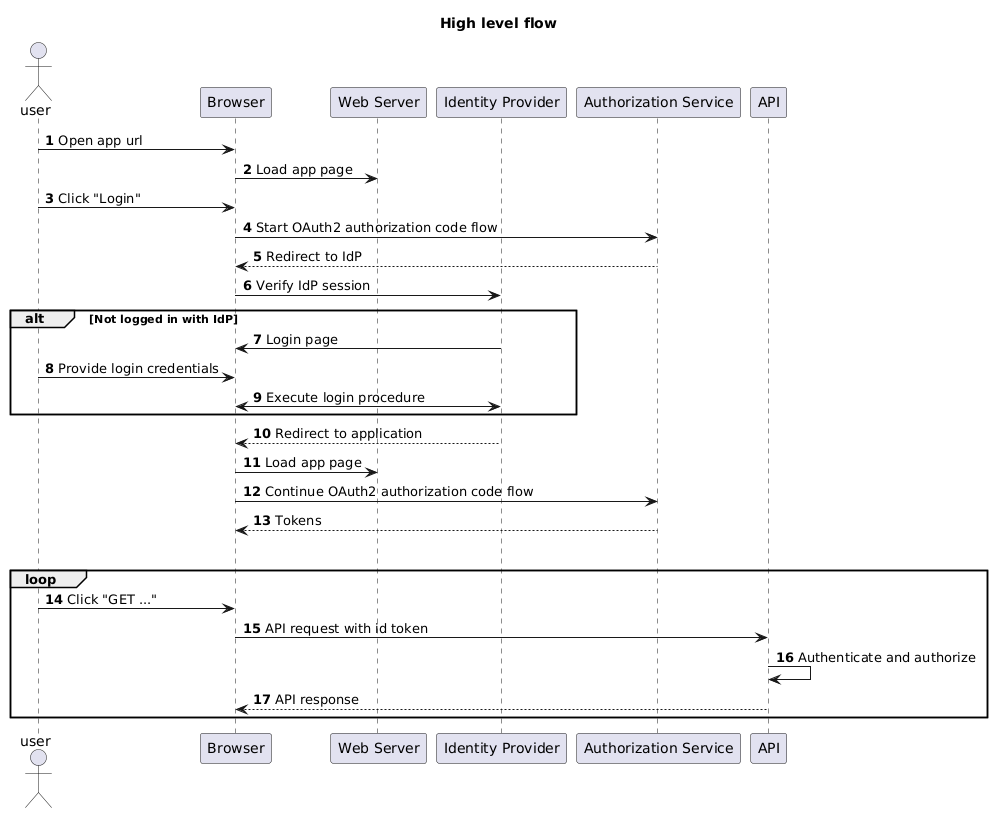 High level flow
user
Browser
Web Server
Identity Provider
Authorization Service
API
1 Open app url
2 Load app page
3 Click "Login"
4 Start OAuth2 authorization code flow
5 Redirect to IdP
6 Verify IdP session
alt [Not logged in with IdP]
7 Login page
8 Provide login credentials
9 Execute login procedure
10 Redirect to application
11 Load app page
12 Continue OAuth2 authorization code flow
13 Tokens
loop
14 Click "GET ..."
15 API request with id token
16 Authenticate and authorize
17 API response
user
Browser
Web Server
Identity Provider
Authorization Service
API